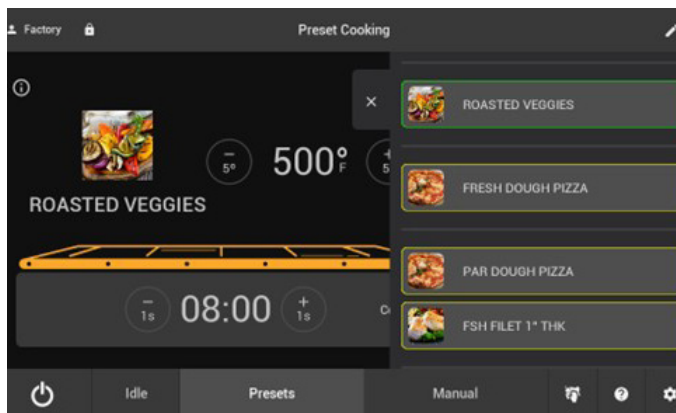 Factory
Preset Cooking
ROASTED VEGGIES
− 5°
500°F
+ 5
ROASTED VEGGIES
FRESH DOUGH PIZZA
PAR DOUGH PIZZA
FSH FILET 1" THK
− 1s
08:00
+ 1s
Idle
Presets
Manual